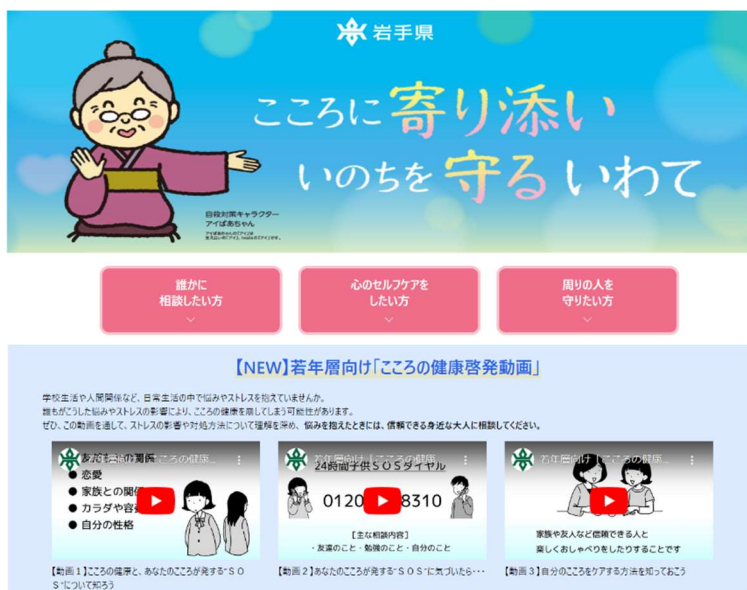 岩手県
こころに寄り添い
いのちを守るいわて
自殺対策キャラクター
アイばあちゃん
誰かに
相談したい方
心のセルフケアを
したい方
周りの人を
守りたい方
【NEW】若年層向け「こころの健康啓発動画」
学校生活や人間関係など、日常生活の中で悩みやストレスを抱えていませんか。
誰もがこうした悩みやストレスの影響により、こころの健康を崩してしまう可能性があります。
ぜひ、この動画を通して、ストレスの影響や対処方法について理解を深め、悩みを抱えたときには、信頼できる身近な大人に相談してください。
● 恋愛
● 家族との関係
● カラダや容
● 自分の性格
【動画1】こころの健康と、あなたのこころが発する“SO
S”について知ろう
24時間子供SOSダイヤル
0120 8310
【主な相談内容】
・友達のこと・勉強のこと・自分のこと
【動画2】あなたのこころが発する“SOS”に気づいたら・・・
若年層向け「こころの健康...
家族や友人など信頼できる人と
楽しくおしゃべりをしたりすることです
【動画3】自分のこころをケアする方法を知っておこう